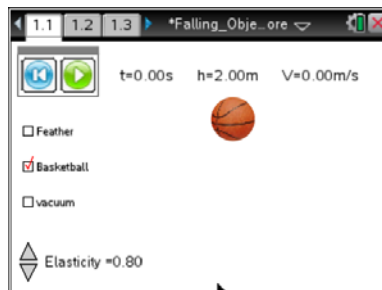 1.1 1.2 1.3 *Falling_Obje...ore
t=0.00s h=2.00m V=0.00m/s
Feather
Basketball
vacuum
Elasticity =0.80